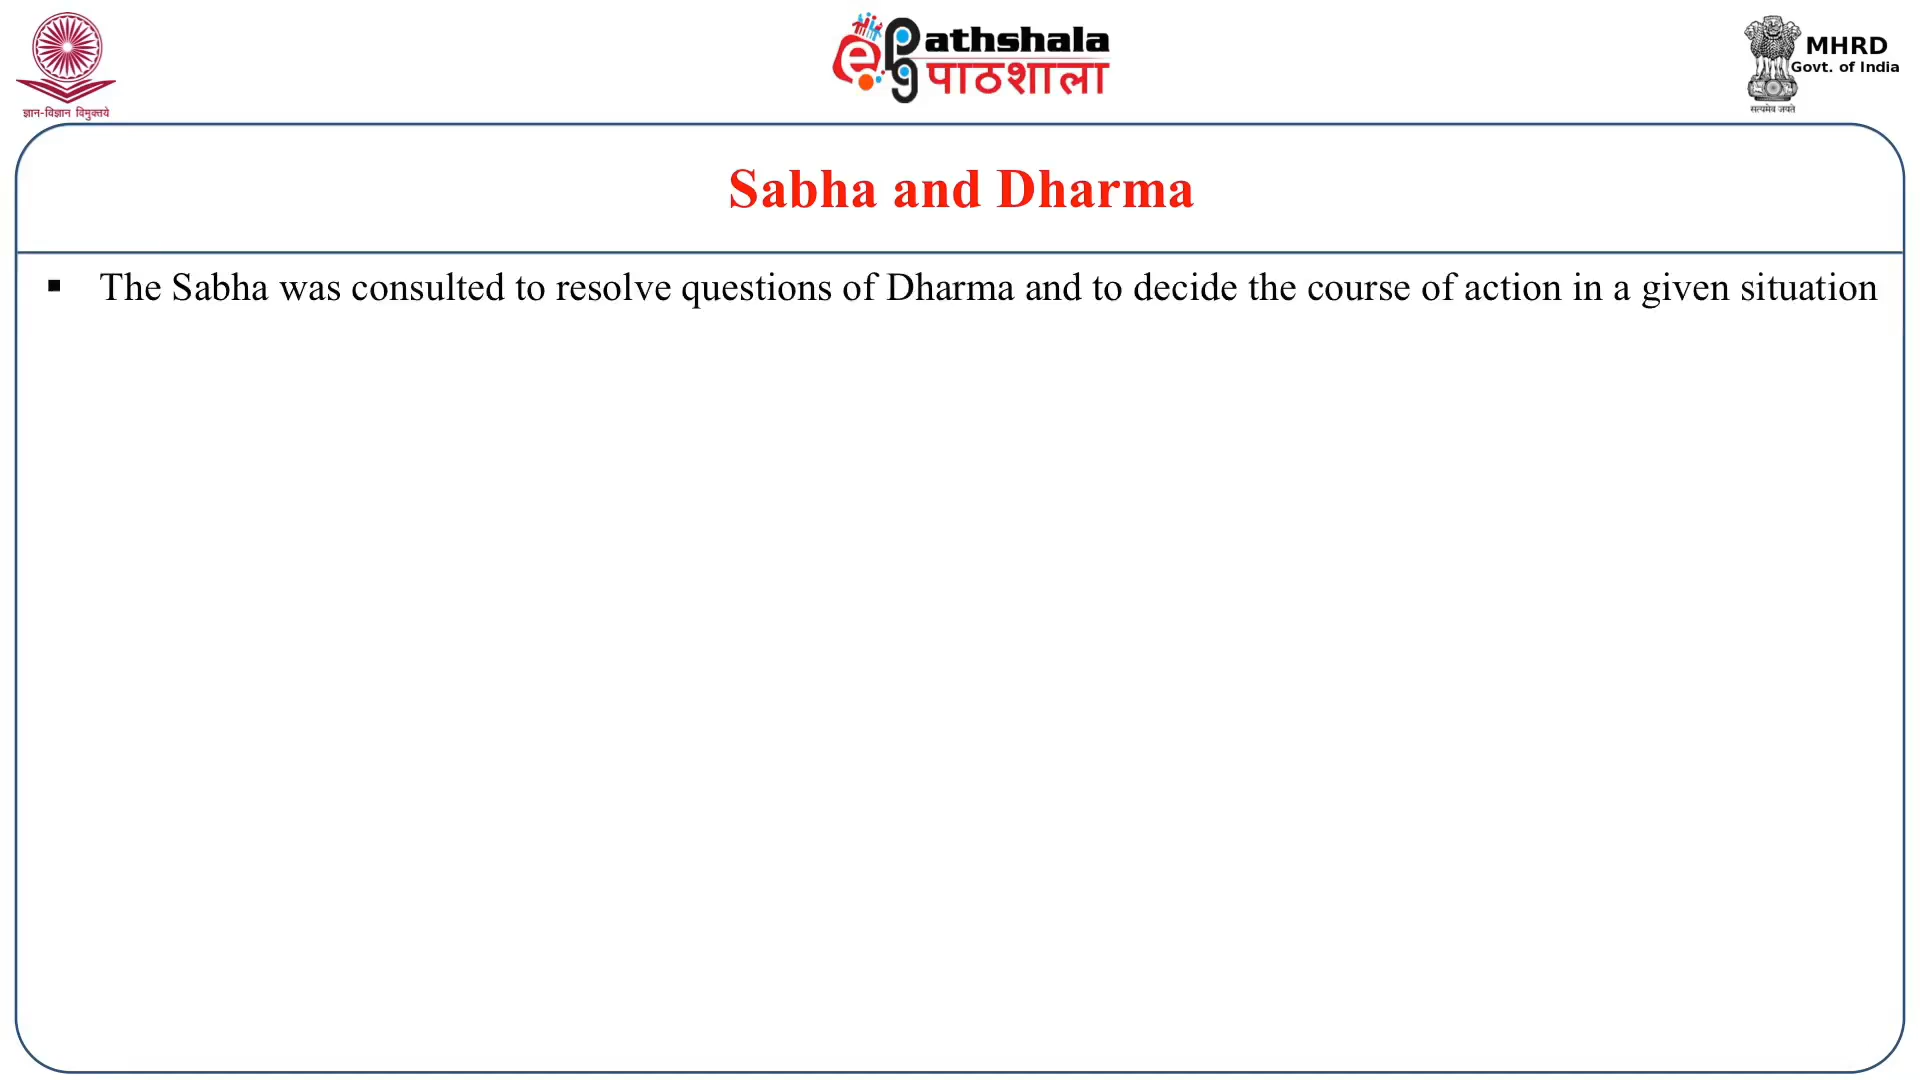 athshala
पाठशाला
MHRD
Govt. of India
ज्ञान-विज्ञान विमुक्तये
सत्यमेव जयते
Sabha and Dharma
▪ The Sabha was consulted to resolve questions of Dharma and to decide the course of action in a given situation